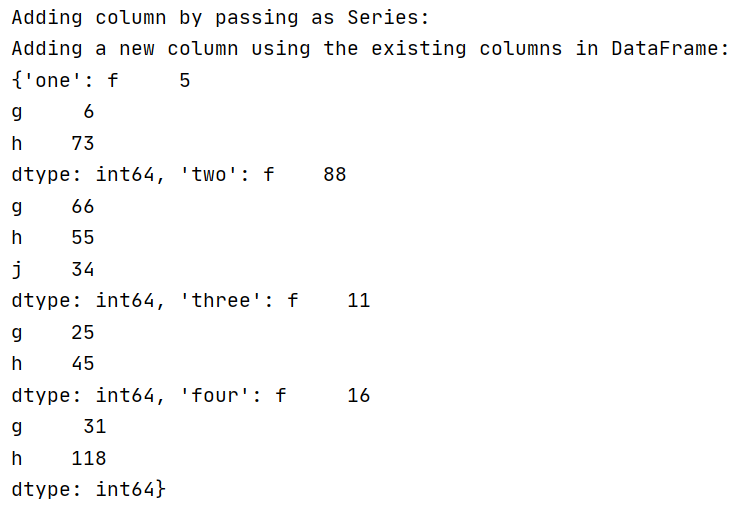 Adding column by passing as Series:
Adding a new column using the existing columns in DataFrame:
{'one': f     5
g     6
h    73
dtype: int64, 'two': f    88
g    66
h    55
j    34
dtype: int64, 'three': f    11
g    25
h    45
dtype: int64, 'four': f     16
g     31
h    118
dtype: int64}